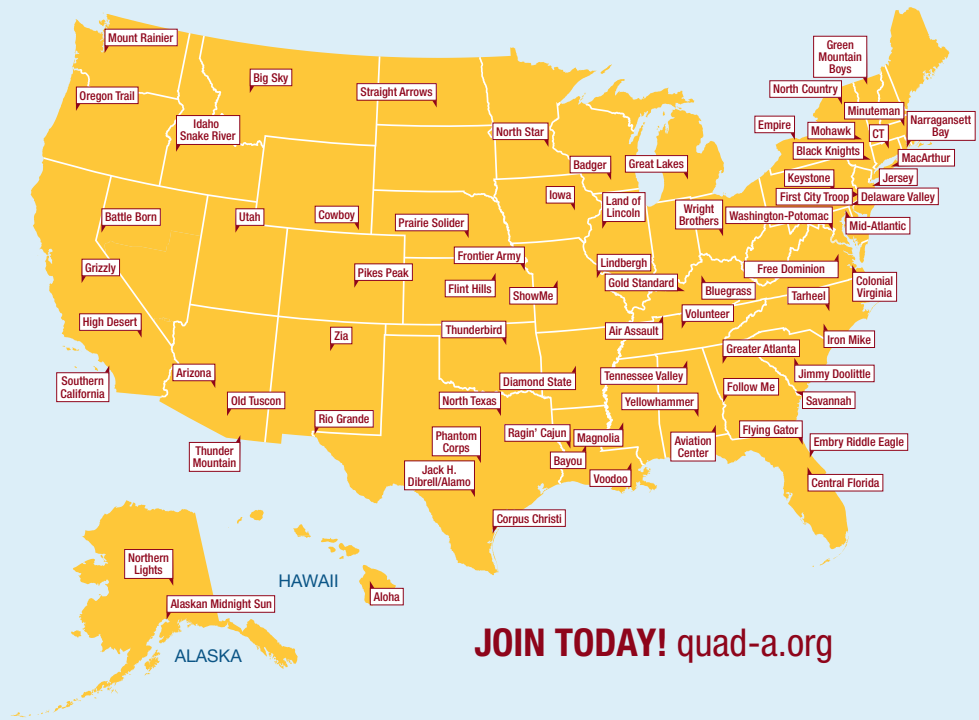 Mount Rainier
Big Sky
Straight Arrows
Green
Mountain
Boys
North Country
Oregon Trail
Minuteman
Narragansett
Bay
Idaho
Snake River
North Star
Empire
Mohawk
CT
Black Knights
MacArthur
Badger
Great Lakes
Keystone
Jersey
Iowa
First City Troop
Delaware Valley
Land of
Lincoln
Wright
Brothers
Washington-Potomac
Mid-Atlantic
Battle Born
Utah
Cowboy
Prairie Solider
Frontier Army
Lindbergh
Free Dominion
Grizzly
Pikes Peak
Flint Hills
ShowMe
Gold Standard
Bluegrass
Colonial
Virginia
Tarheel
High Desert
Zia
Thunderbird
Air Assault
Volunteer
Iron Mike
Greater Atlanta
Southern
California
Arizona
Diamond State
Tennessee Valley
Jimmy Doolittle
Follow Me
Old Tuscon
North Texas
Yellowhammer
Savannah
Rio Grande
Phantom
Corps
Ragin' Cajun
Magnolia
Aviation
Center
Flying Gator
Embry Riddle Eagle
Thunder
Mountain
Jack H.
Dibrell/Alamo
Bayou
Voodoo
Central Florida
Corpus Christi
Northern
Lights
HAWAII
Aloha
Alaskan Midnight Sun
ALASKA
JOIN TODAY! quad-a.org